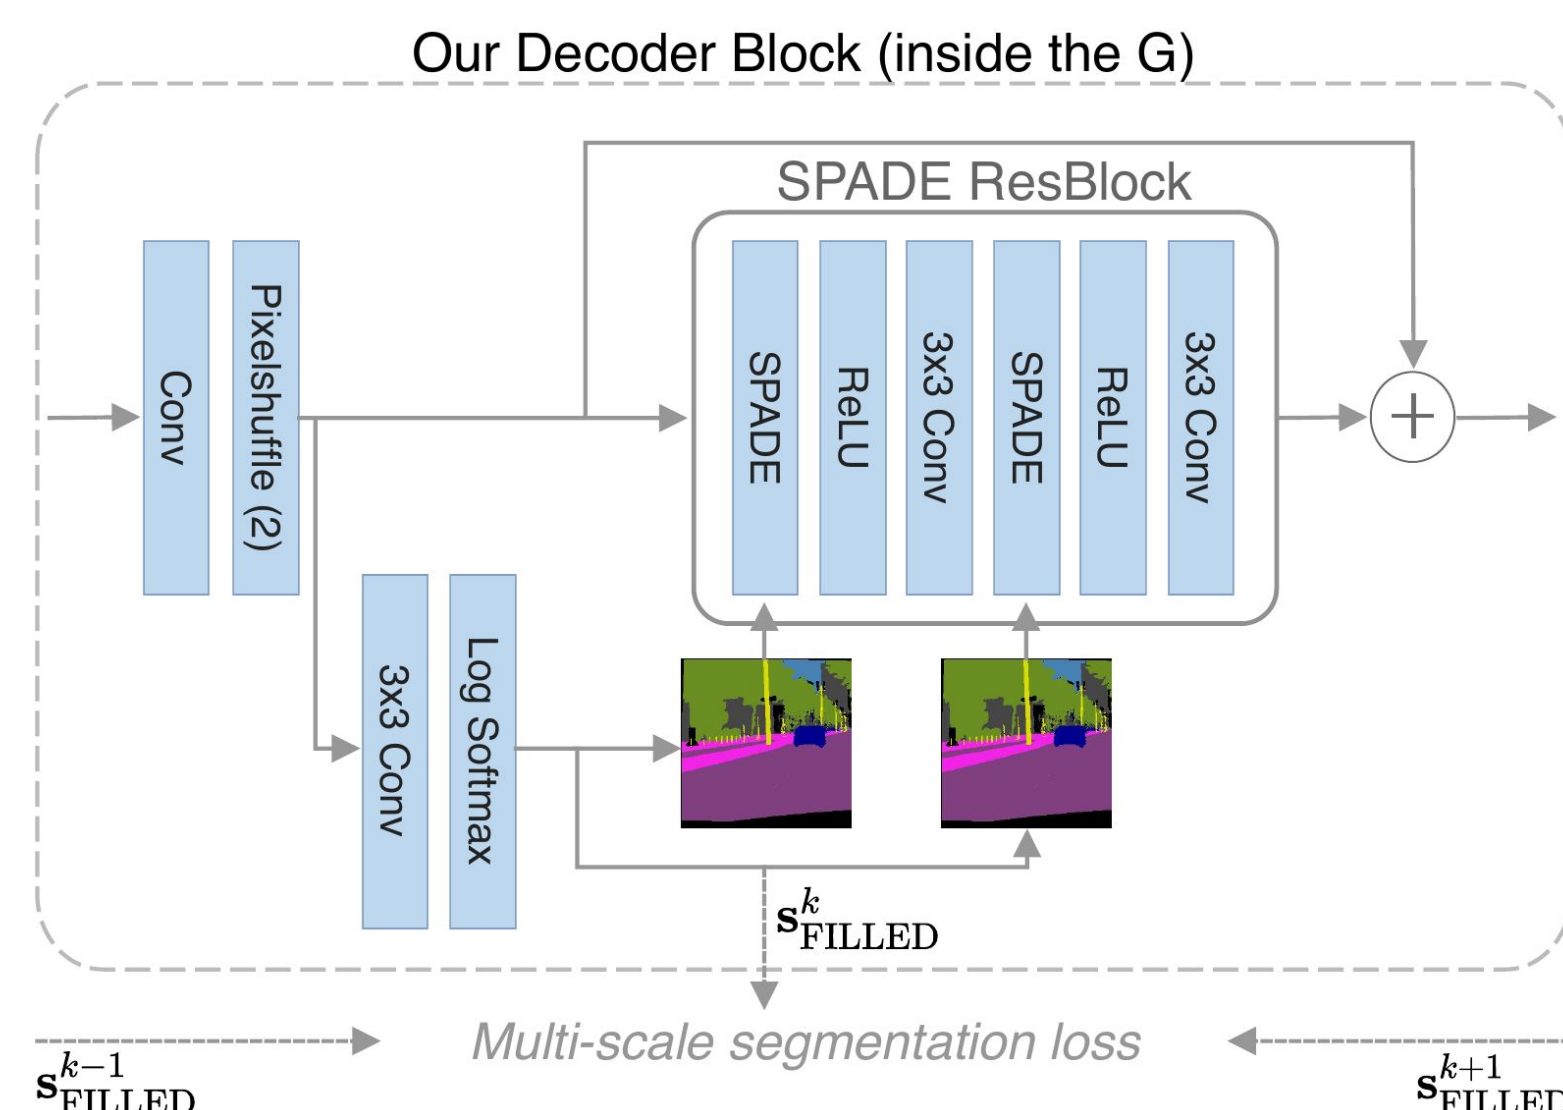 Our Decoder Block (inside the G)
SPADE ResBlock
Conv
Pixelshuffle (2)
SPADE
ReLU
3x3 Conv
SPADE
ReLU
3x3 Conv
3x3 Conv
Log Softmax
+
s^k_FILLED
Multi-scale segmentation loss
s^{k−1}_FILLED
s^{k+1}_FILLED